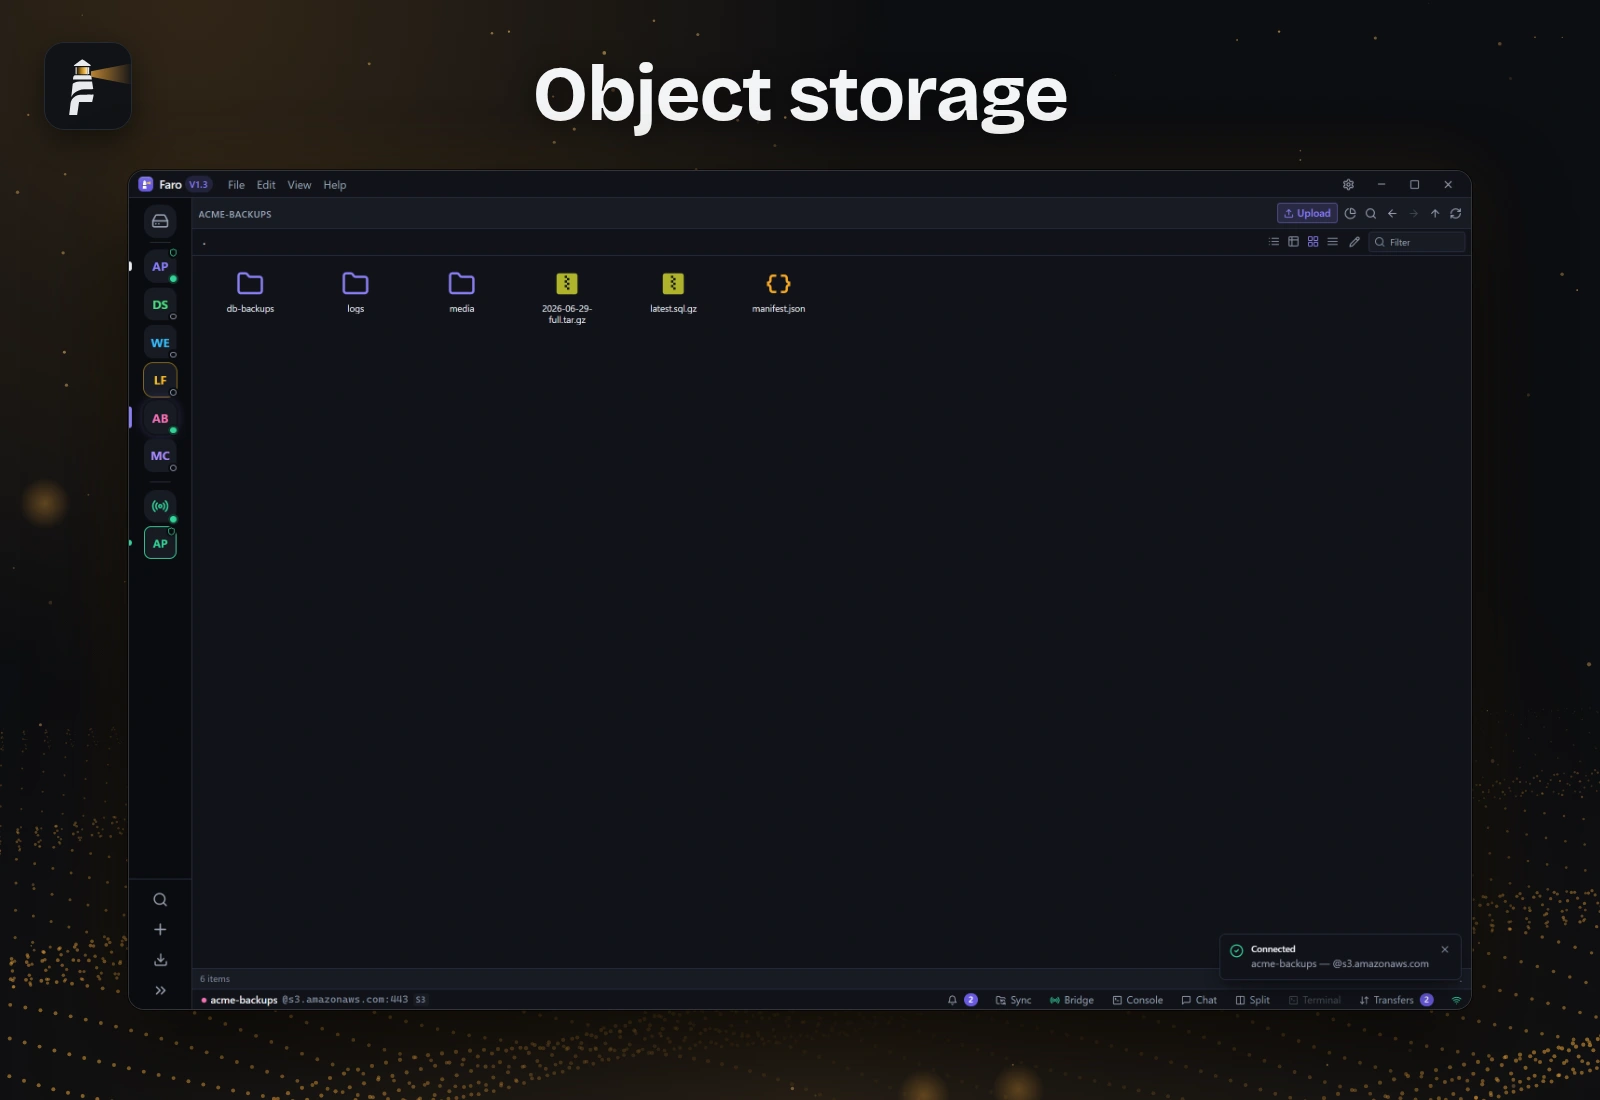 Object storage
Faro V1.3 File Edit View Help
ACME-BACKUPS
Upload
Filter
AP
DS
WE
LF
AB
MC
AP
db-backups
logs
media
2026-06-29-
full.tar.gz
latest.sql.gz
manifest.json
Connected
acme-backups — @s3.amazonaws.com
6 items
acme-backups @s3.amazonaws.com:443 S3
2 Sync Bridge Console Chat Split Terminal Transfers 2